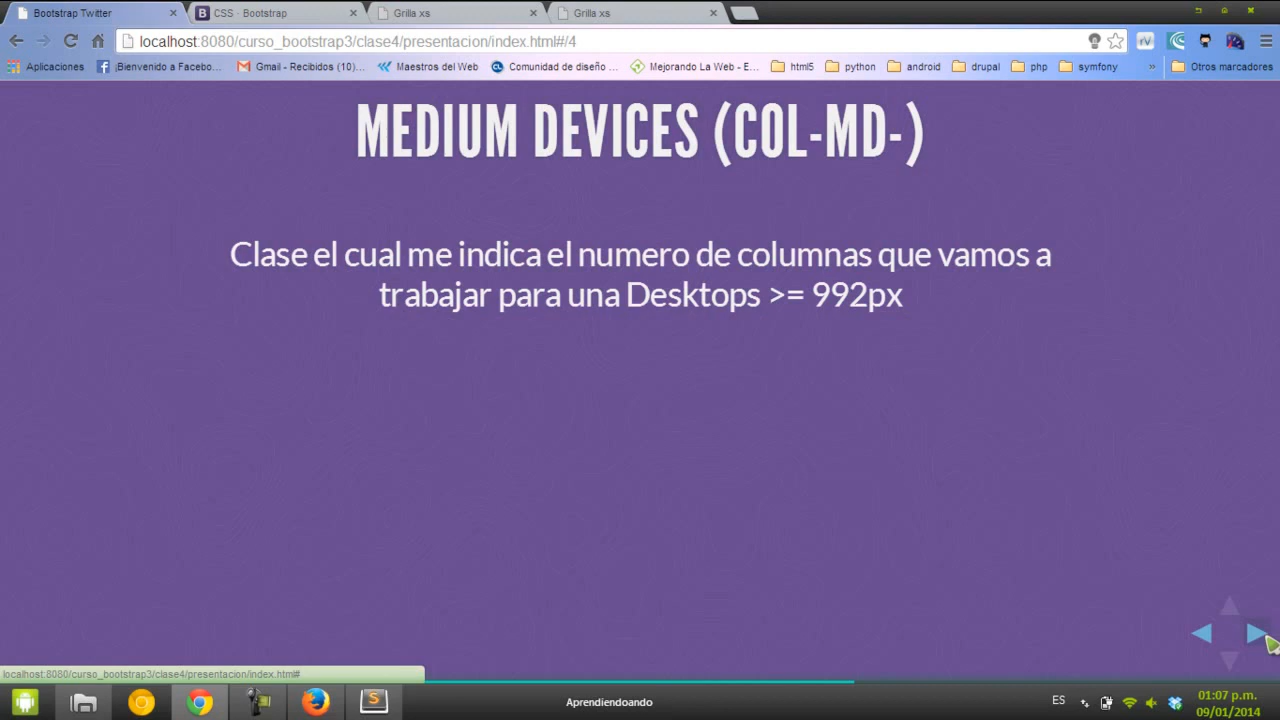 Bootstrap Twitter
CSS · Bootstrap
Grilla xs
Grilla xs
localhost:8080/curso_bootstrap3/clase4/presentacion/index.html#/4
Aplicaciones
¡Bienvenido a Facebo...
Gmail - Recibidos (10)...
Maestros del Web
Comunidad de diseño ...
Mejorando La Web - E...
html5
python
android
drupal
php
symfony
»
Otros marcadores
MEDIUM DEVICES (COL-MD-)
Clase el cual me indica el numero de columnas que vamos a
trabajar para una Desktops >= 992px
localhost:8080/curso_bootstrap3/clase4/presentacion/index.html#
Aprendiendoando
ES
01:07 p.m.
09/01/2014